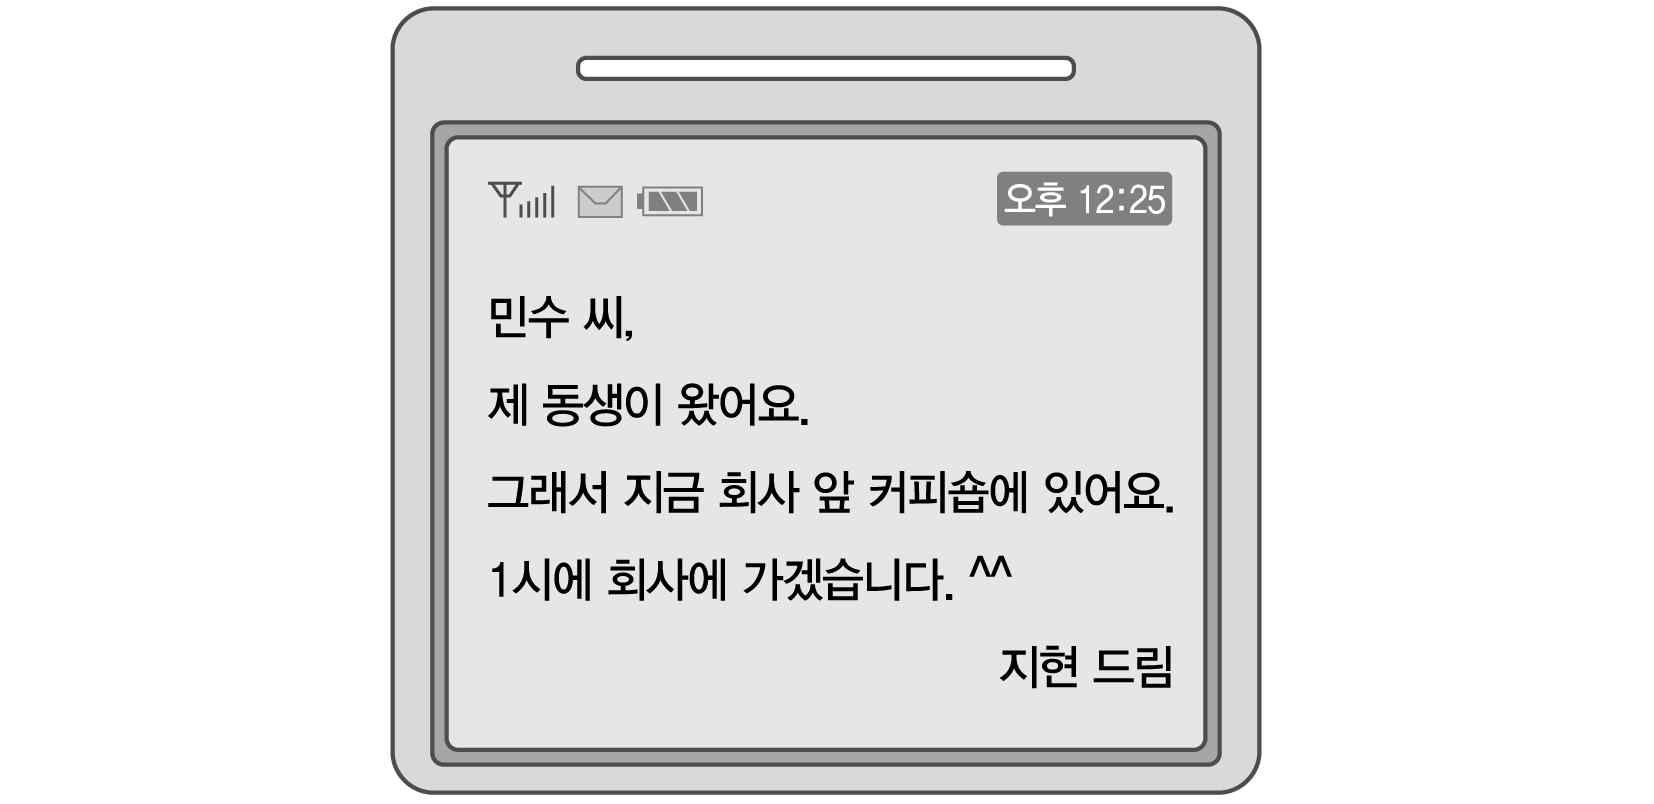 오후 12:25
민수 씨,
제 동생이 왔어요.
그래서 지금 회사 앞 커피숍에 있어요.
1시에 회사에 가겠습니다. ^^
지현 드림